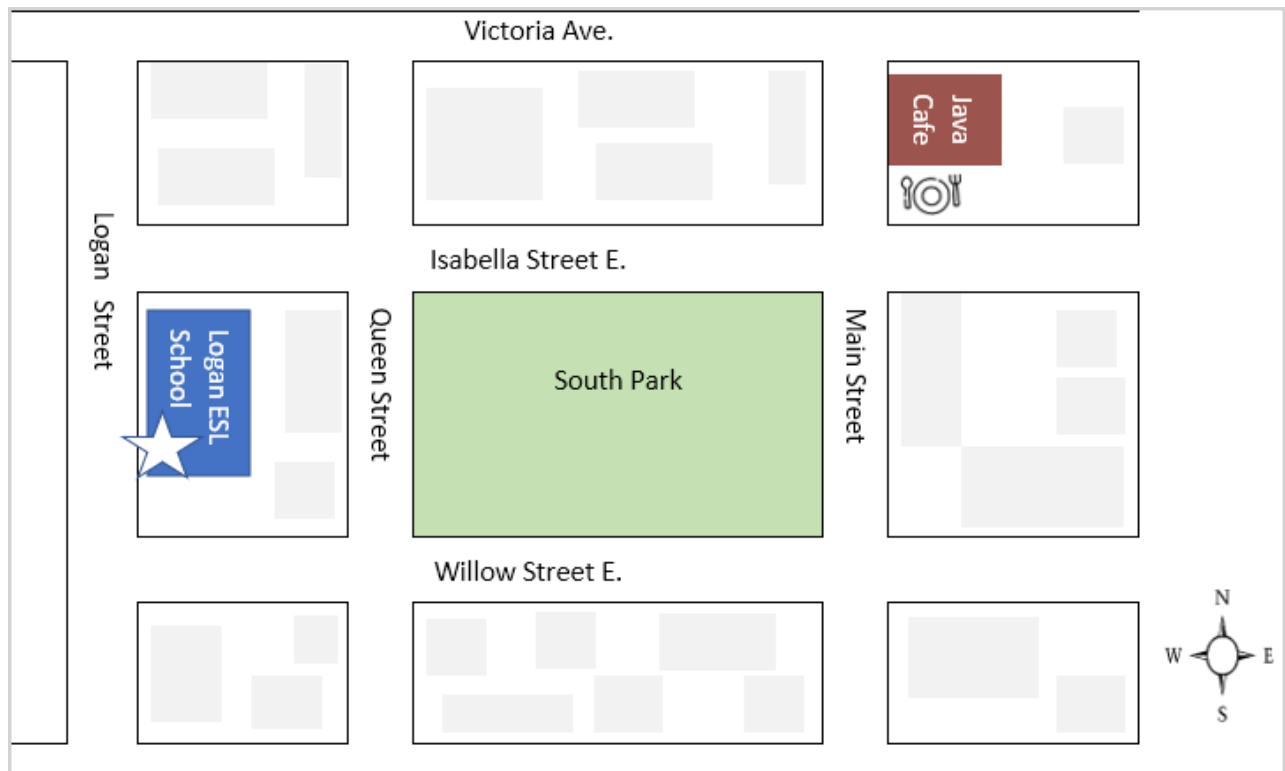 Victoria Ave.
Java
Cafe
Logan Street
Isabella Street E.
Logan ESL
School
Queen Street
South Park
Main Street
Willow Street E.
N
W
E
S